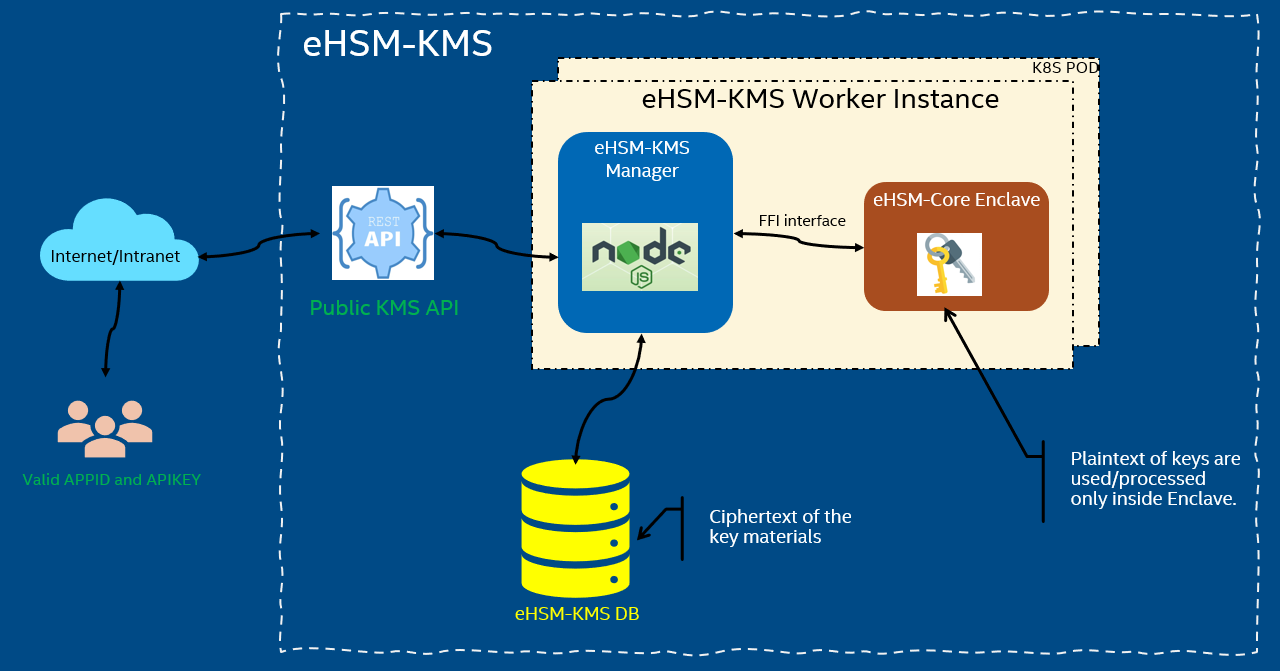 eHSM-KMS
K8S POD
eHSM-KMS Worker Instance
eHSM-KMS
Manager
node
JS
FFI interface
eHSM-Core Enclave
REST
API
Public KMS API
Internet/Intranet
Valid APPID and APIKEY
eHSM-KMS DB
Ciphertext of the
key materials
Plaintext of keys are
used/processed
only inside Enclave.